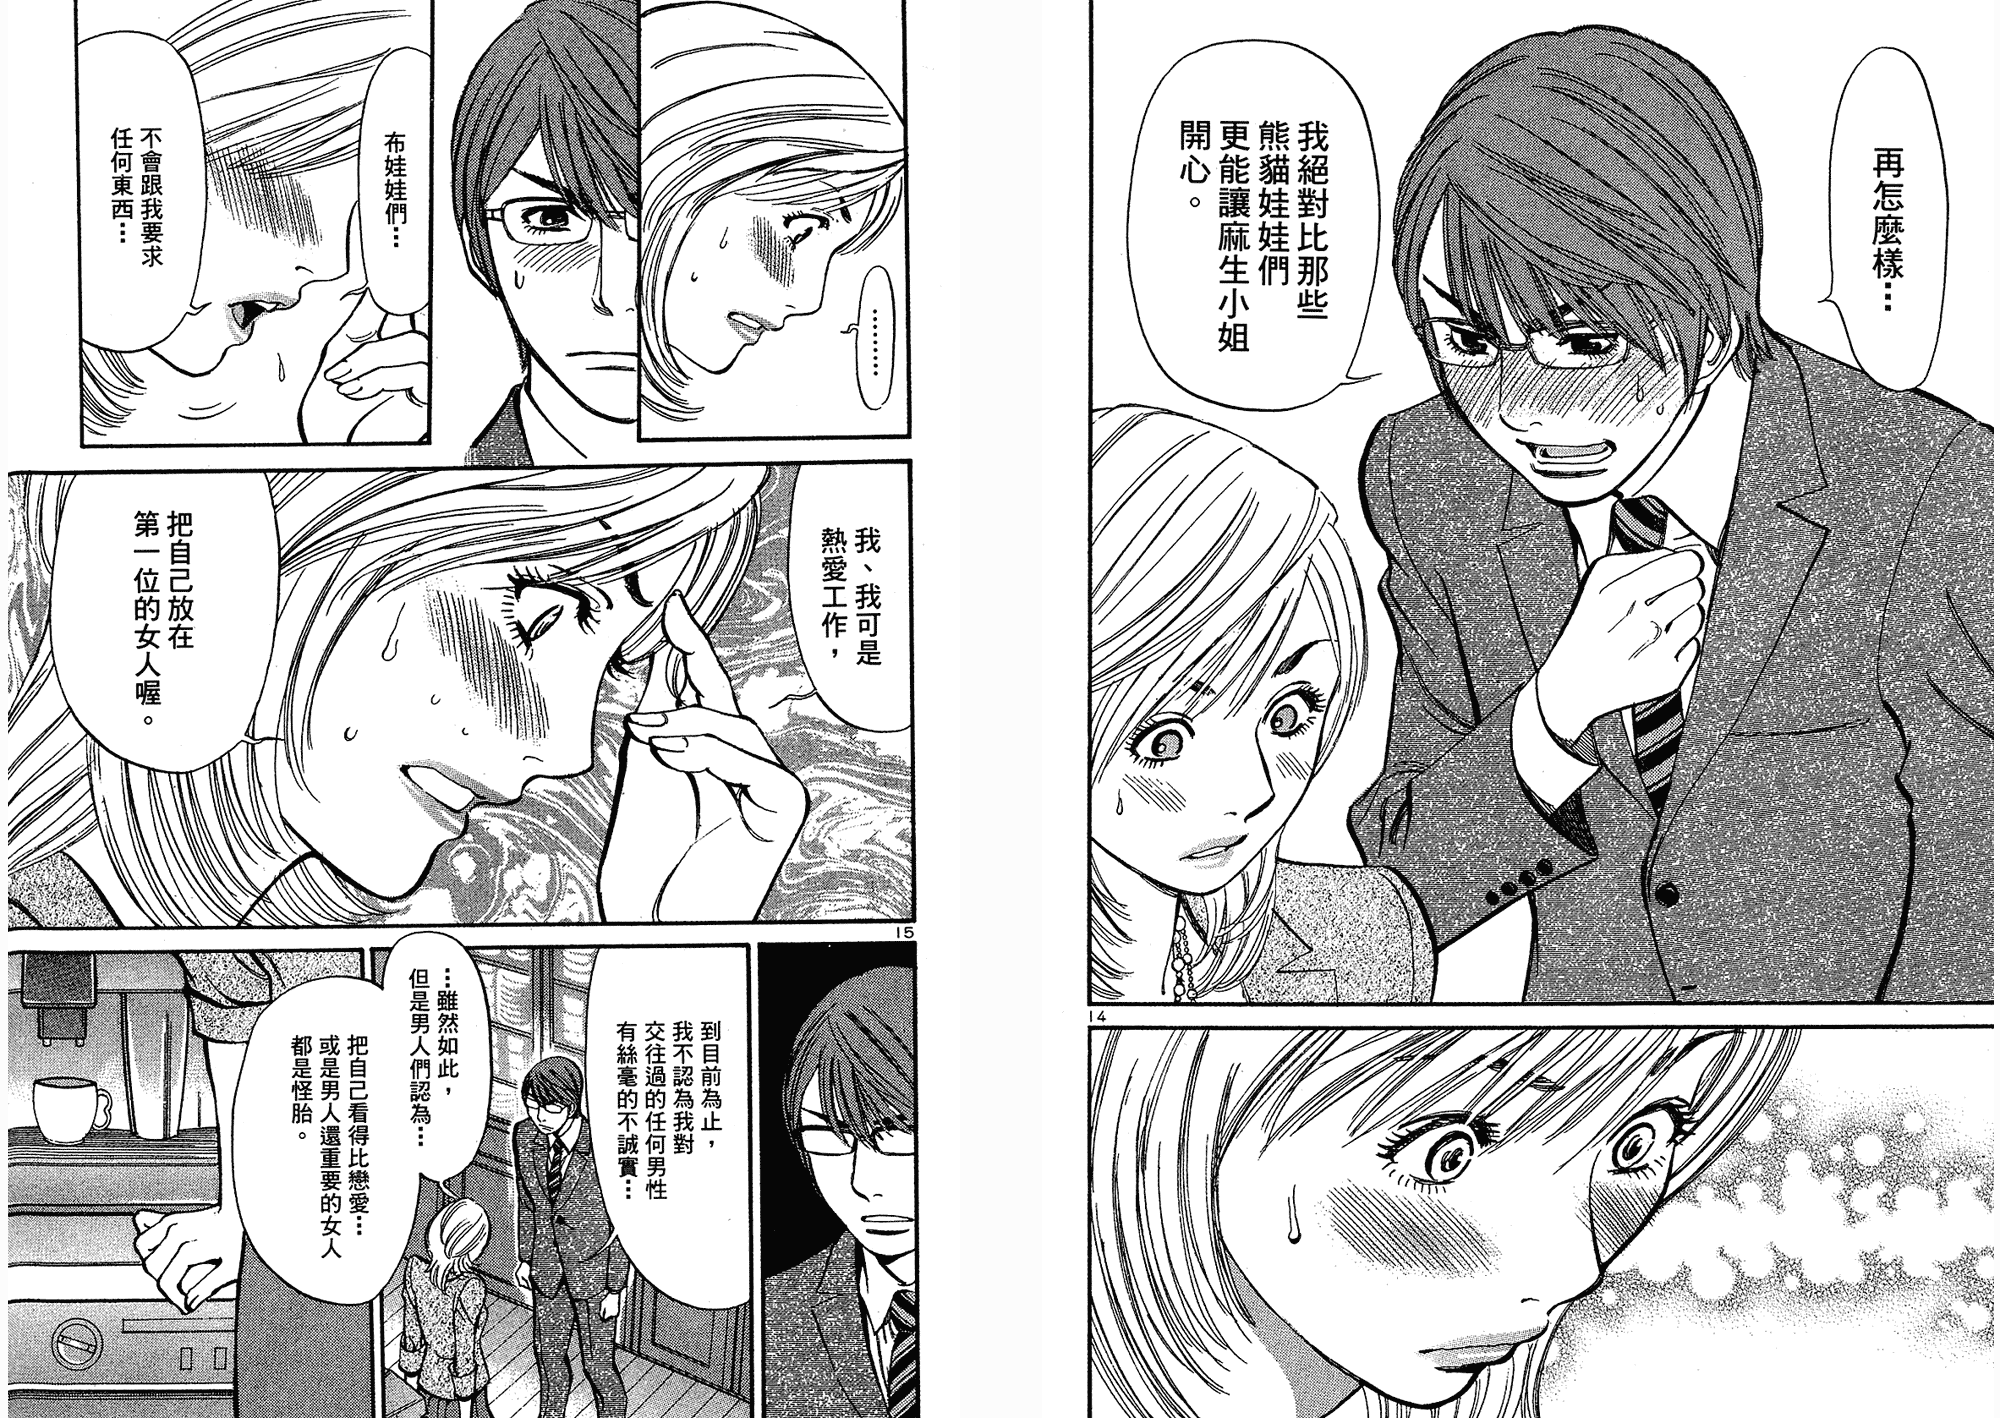 再怎麼樣…
我絕對比那些
熊貓娃娃們
更能讓麻生小姐
開心。
14
………
布娃娃們…
不會跟我要求
任何東西…
我、我可是
熱愛工作，
把自己放在
第一位的女人喔。
15
到目前為止，
我不認為我對
交往過的任何男性
有絲毫的不誠實…
…雖然如此，
但是男人們認為…
把自己看得比戀愛…
或是男人還重要的女人
都是怪胎。